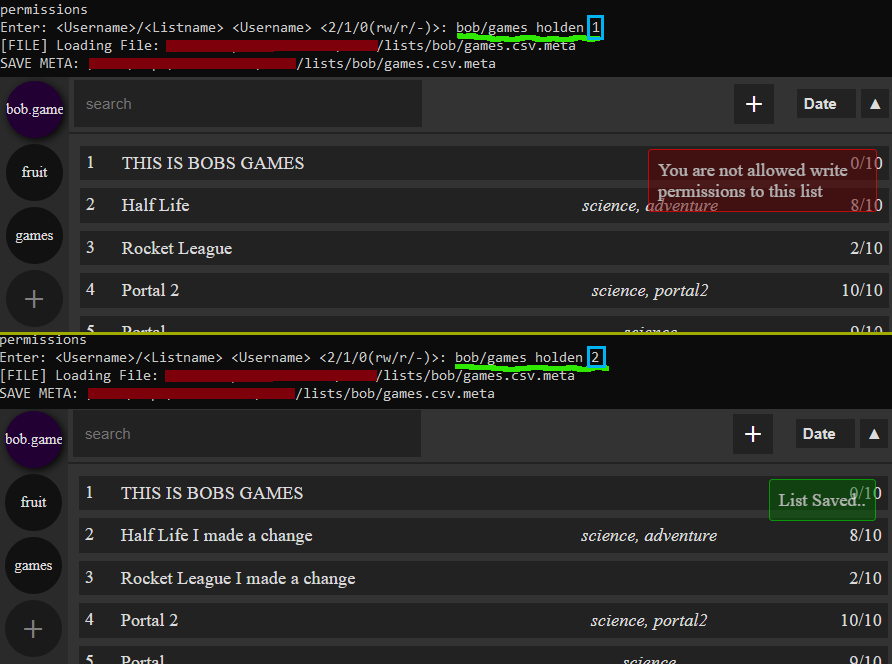 permissions
Enter: <Username>/<Listname> <Username> <2/1/0(rw/r/-)>: bob/games holden 1
[FILE] Loading File: /lists/bob/games.csv.meta
SAVE META: /lists/bob/games.csv.meta
bob.game
search
+
Date ▲
fruit
games
+
1 THIS IS BOBS GAMES 0/10
You are not allowed write
permissions to this list
2 Half Life science, adventure 8/10
3 Rocket League 2/10
4 Portal 2 science, portal2 10/10
5 Portal science 9/10
permissions
Enter: <Username>/<Listname> <Username> <2/1/0(rw/r/-)>: bob/games holden 2
[FILE] Loading File: /lists/bob/games.csv.meta
SAVE META: /lists/bob/games.csv.meta
bob.game
search
+
Date ▲
fruit
games
+
1 THIS IS BOBS GAMES 0/10
List Saved..
2 Half Life I made a change science, adventure 8/10
3 Rocket League I made a change 2/10
4 Portal 2 science, portal2 10/10
5 Portal science 9/10